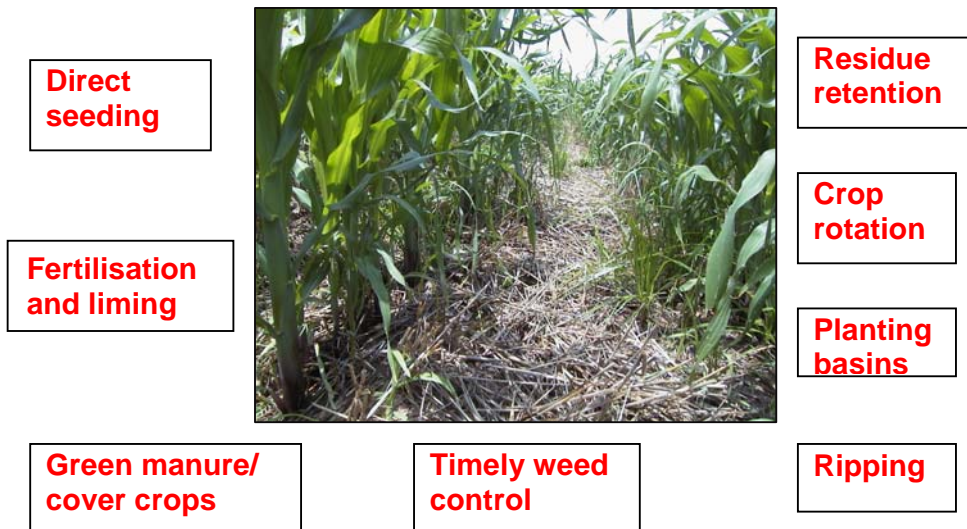 Direct
seeding
Residue
retention
Crop
rotation
Fertilisation
and liming
Planting
basins
Green manure/
cover crops
Timely weed
control
Ripping